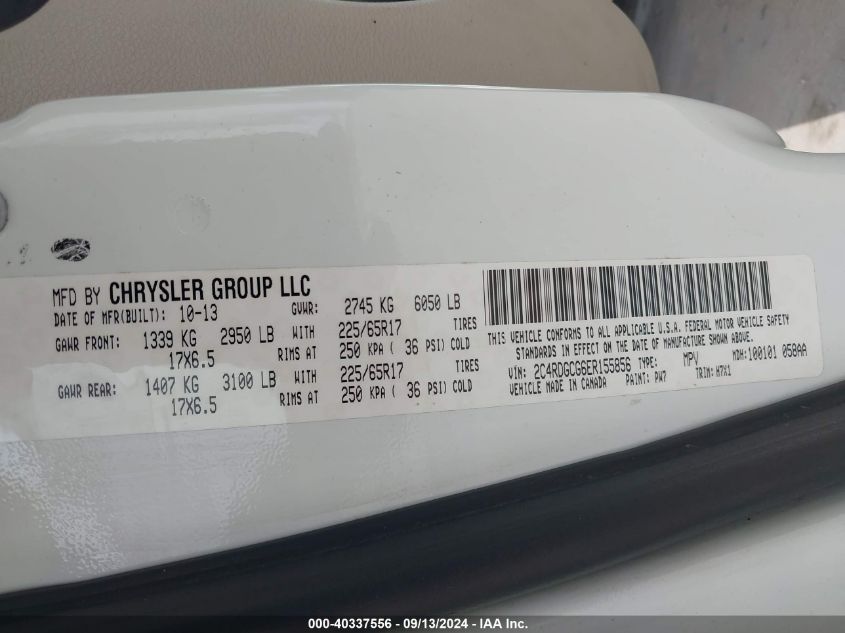 MFD BY CHRYSLER GROUP LLC
DATE OF MFR(BUILT): 10-13 GVWR: 2745 KG 6050 LB
GAWR FRONT: 1339 KG 2950 LB WITH 225/65R17 TIRES
17X6.5 RIMS AT 250 KPA ( 36 PSI) COLD
GAWR REAR: 1407 KG 3100 LB WITH 225/65R17 TIRES
17X6.5 RIMS AT 250 KPA ( 36 PSI) COLD
THIS VEHICLE CONFORMS TO ALL APPLICABLE U.S.A. FEDERAL MOTOR VEHICLE SAFETY
STANDARDS IN EFFECT ON THE DATE OF MANUFACTURE SHOWN ABOVE.
VIN: 2C4RDGCG6ER155856 TYPE: MPV MDH: 100101 058AA
VEHICLE MADE IN CANADA PAINT: PW7 TRIM: H7X1
000-40337556 - 09/13/2024 - IAA Inc.